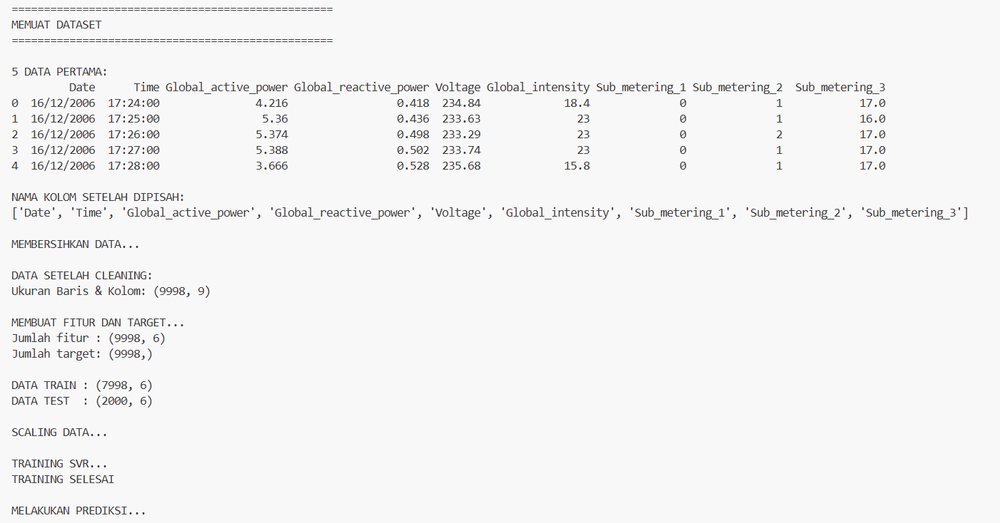 ==================================================
MEMUAT DATASET
==================================================
5 DATA PERTAMA:
Date Time Global_active_power Global_reactive_power Voltage Global_intensity Sub_metering_1 Sub_metering_2 Sub_metering_3
0 16/12/2006 17:24:00 4.216 0.418 234.84 18.4 0 1 17.0
1 16/12/2006 17:25:00 5.36 0.436 233.63 23 0 1 16.0
2 16/12/2006 17:26:00 5.374 0.498 233.29 23 0 2 17.0
3 16/12/2006 17:27:00 5.388 0.502 233.74 23 0 1 17.0
4 16/12/2006 17:28:00 3.666 0.528 235.68 15.8 0 1 17.0
NAMA KOLOM SETELAH DIPISAH:
['Date', 'Time', 'Global_active_power', 'Global_reactive_power', 'Voltage', 'Global_intensity', 'Sub_metering_1', 'Sub_metering_2', 'Sub_metering_3']
MEMBERSIHKAN DATA...
DATA SETELAH CLEANING:
Ukuran Baris & Kolom: (9998, 9)
MEMBUAT FITUR DAN TARGET...
Jumlah fitur : (9998, 6)
Jumlah target: (9998,)
DATA TRAIN : (7998, 6)
DATA TEST  : (2000, 6)
SCALING DATA...
TRAINING SVR...
TRAINING SELESAI
MELAKUKAN PREDIKSI...